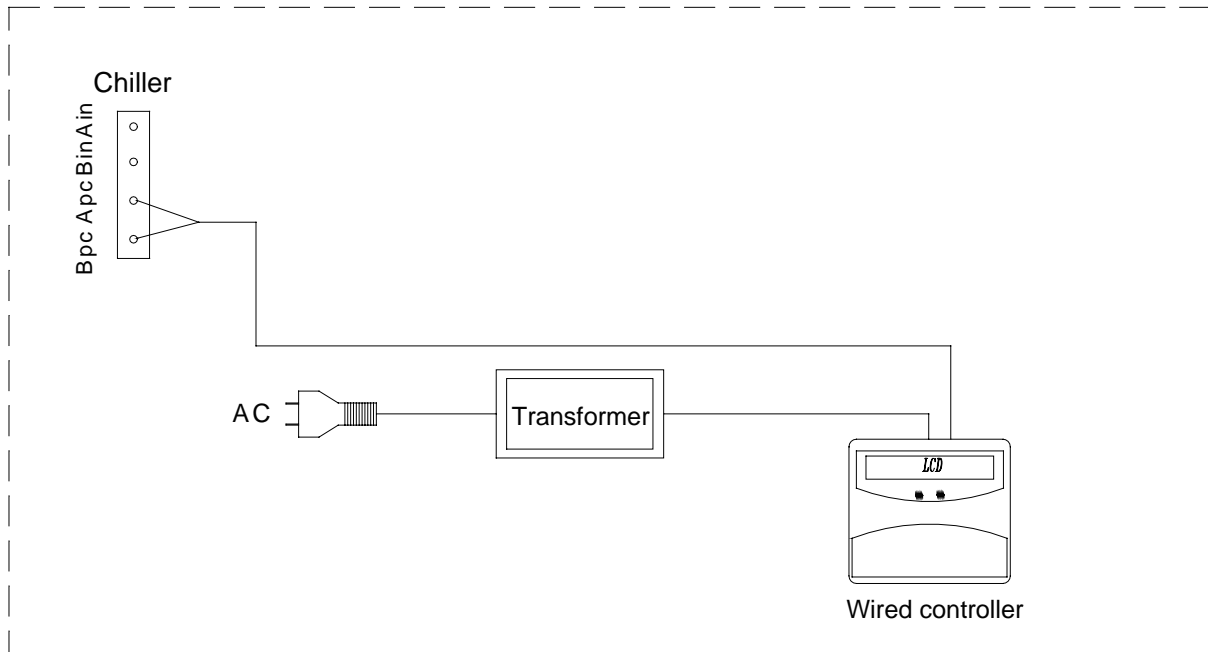 Chiller
Bpc Apc Bin Ain
AC
Transformer
LCD
Wired controller